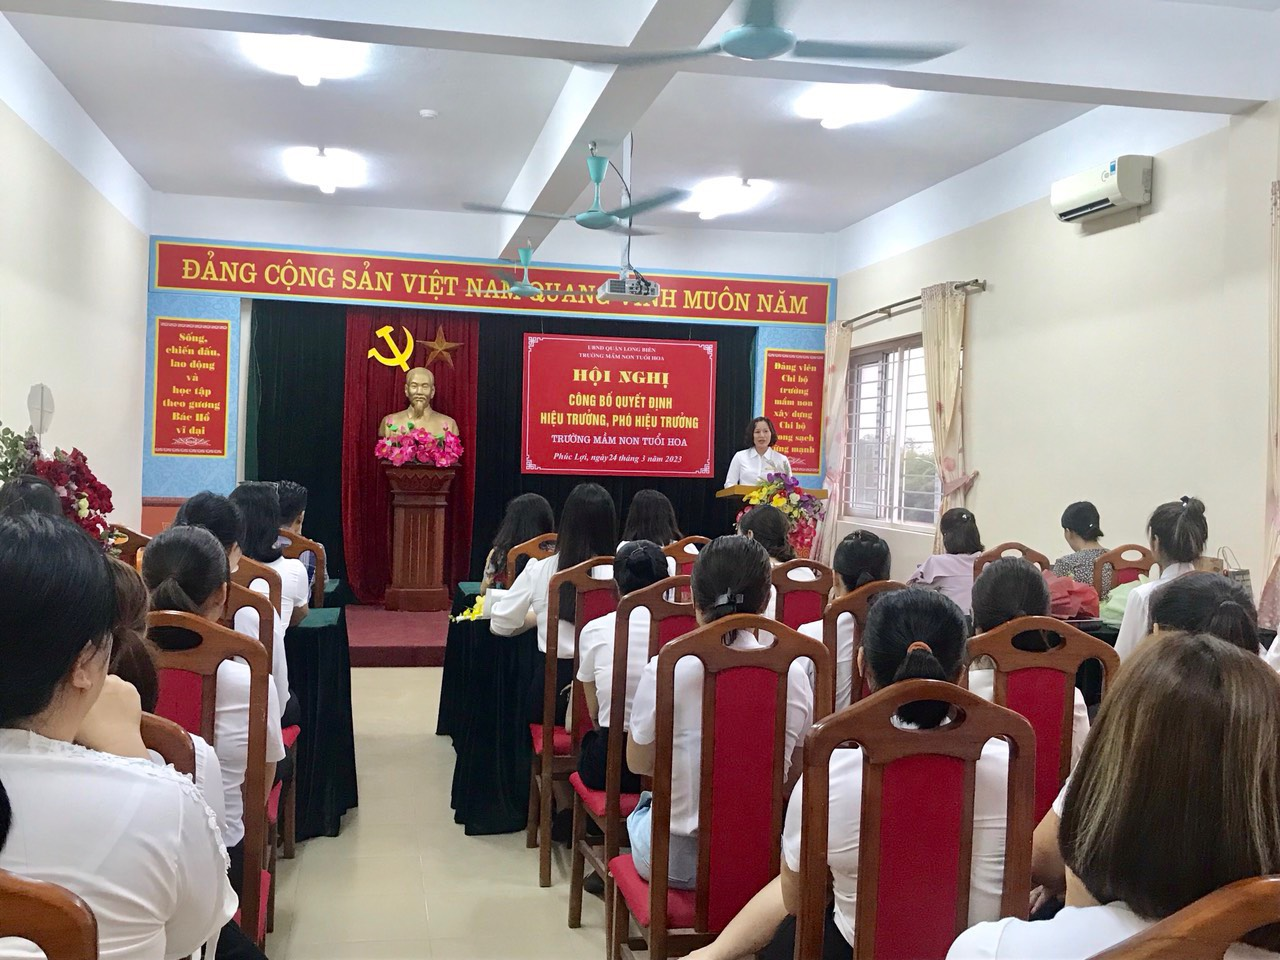 ĐẢNG CỘNG SẢN VIỆT NAM QUANG VINH MUÔN NĂM
Sống,
chiến đấu,
lao động
và
học tập
theo gương
Bác Hồ
vĩ đại
UBND QUẬN LONG BIÊN
TRƯỜNG MẦM NON TUỔI HOA
HỘI NGHỊ
CÔNG BỐ QUYẾT ĐỊNH
HIỆU TRƯỞNG, PHÓ HIỆU TRƯỞNG
TRƯỜNG MẦM NON TUỔI HOA
Phúc Lợi, ngày 24 tháng 3 năm 2023
Đảng viên
Chi bộ
trường
mầm non
xây dựng
Chi bộ
sạch
mạnh